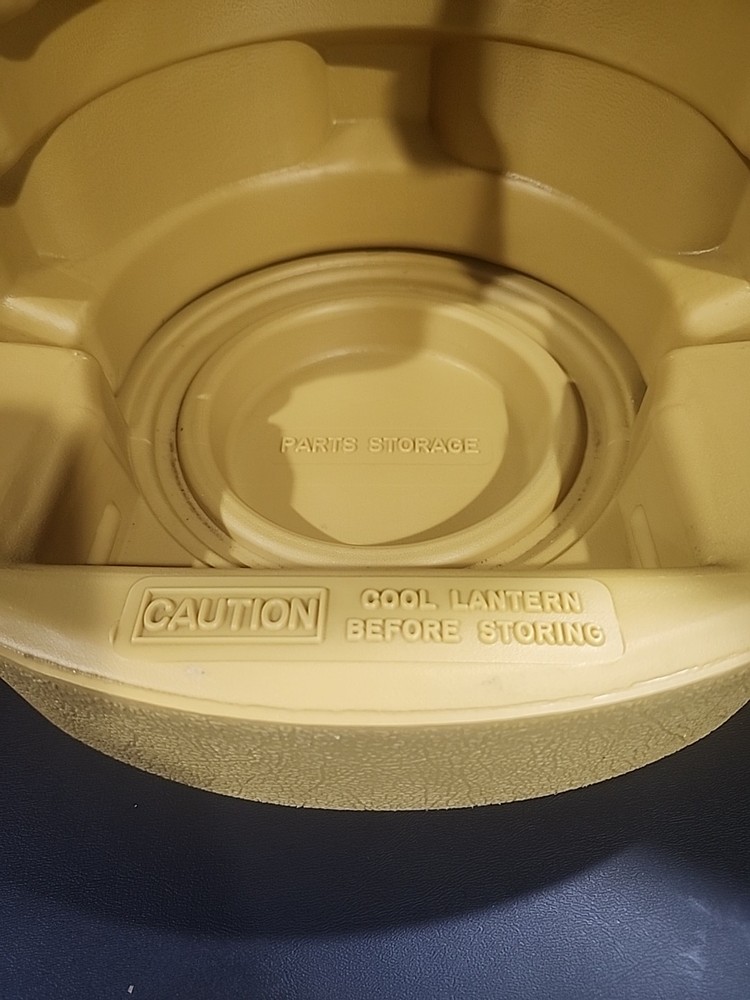 PARTS STORAGE
CAUTION
COOL LANTERN
BEFORE STORING